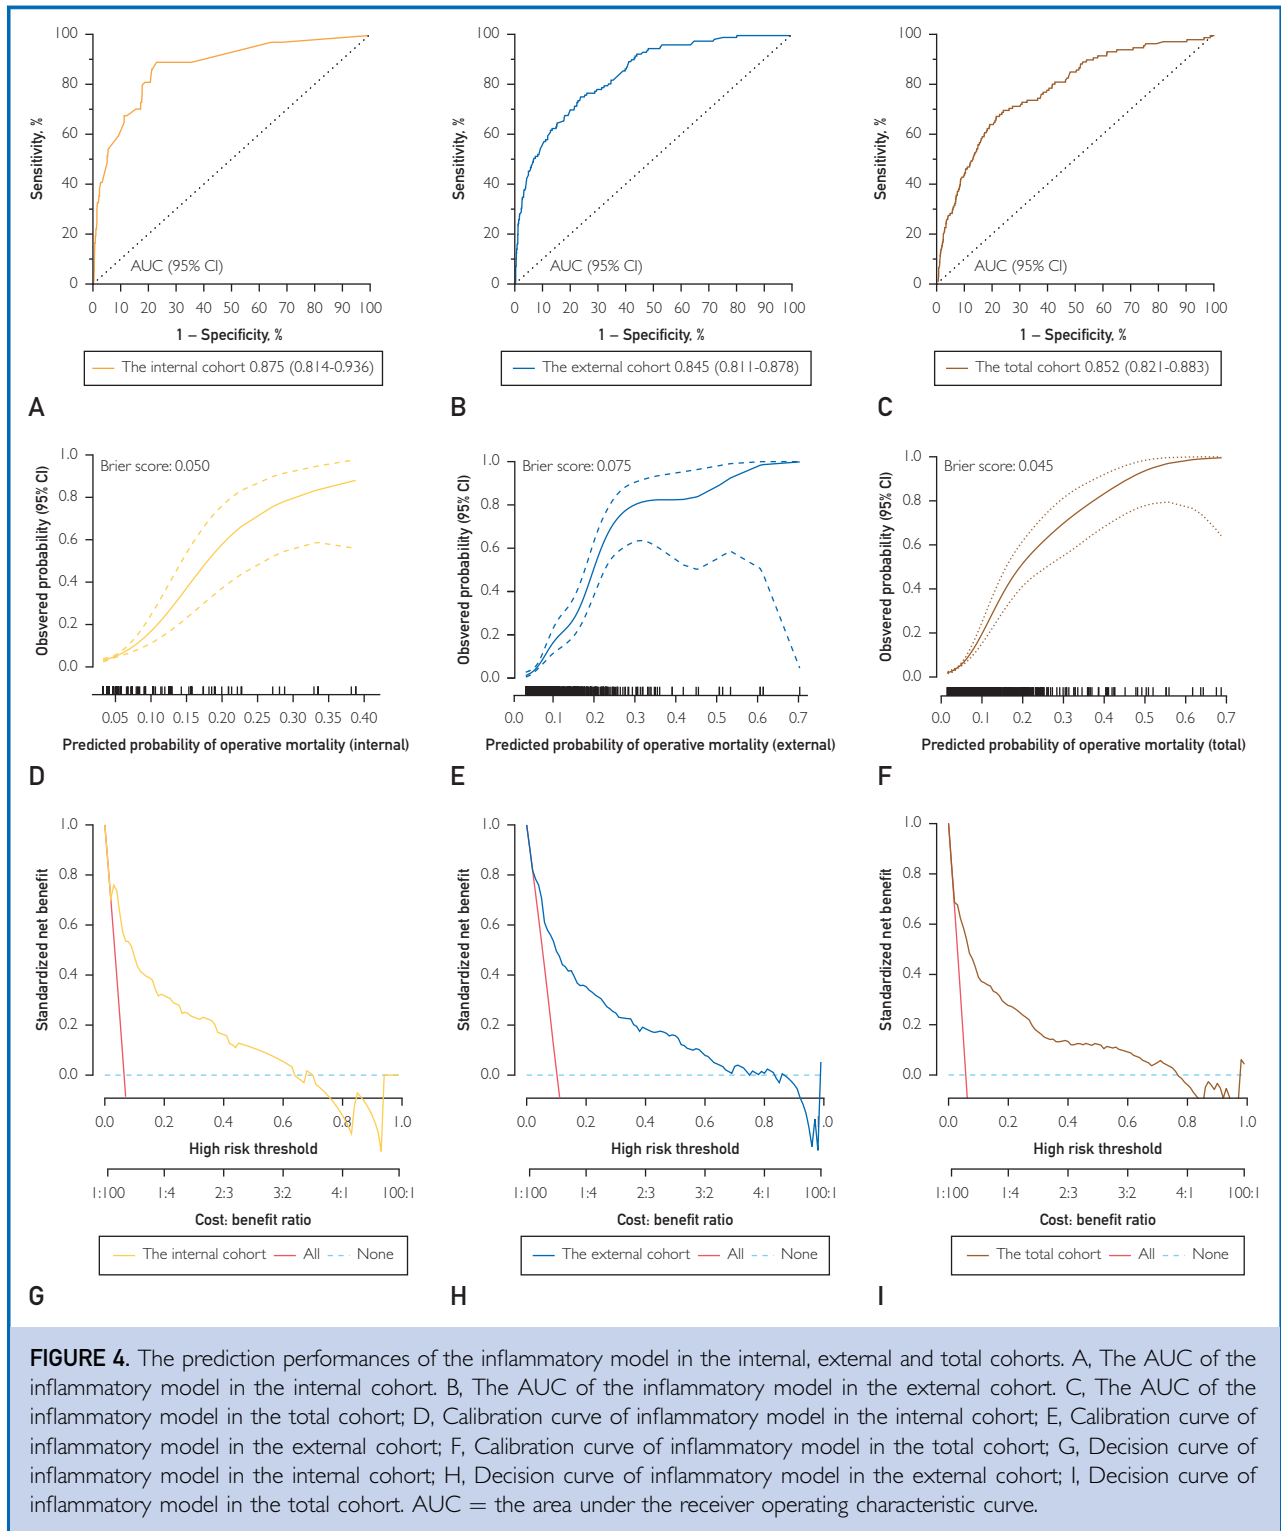 100
80
60
40
20
0
Sensitivity, %
AUC (95% CI)
0 10 20 30 40 50 60 70 80 90 100
1 – Specificity, %
The internal cohort 0.875 (0.814-0.936)
A
100
80
60
40
20
0
Sensitivity, %
AUC (95% CI)
0 10 20 30 40 50 60 70 80 90 100
1 – Specificity, %
The external cohort 0.845 (0.811-0.878)
B
100
80
60
40
20
0
Sensitivity, %
AUC (95% CI)
0 10 20 30 40 50 60 70 80 90 100
1 – Specificity, %
The total cohort 0.852 (0.821-0.883)
C
1.0
0.8
0.6
0.4
0.2
0.0
Obsvered probability (95% CI)
Brier score: 0.050
0.05 0.10 0.15 0.20 0.25 0.30 0.35 0.40
Predicted probability of operative mortality (internal)
D
1.0
0.8
0.6
0.4
0.2
0.0
Obsvered probability (95% CI)
Brier score: 0.075
0.0 0.1 0.2 0.3 0.4 0.5 0.6 0.7
Predicted probability of operative mortality (external)
E
1.0
0.8
0.6
0.4
0.2
0.0
Obsvered probability (95% CI)
Brier score: 0.045
0.0 0.1 0.2 0.3 0.4 0.5 0.6 0.7
Predicted probability of operative mortality (total)
F
1.0
0.8
0.6
0.4
0.2
0.0
Standardized net benefit
0.0 0.2 0.4 0.6 0.8 1.0
High risk threshold
1:100 1:4 2:3 3:2 4:1 100:1
Cost: benefit ratio
The internal cohort All None
G
1.0
0.8
0.6
0.4
0.2
0.0
Standardized net benefit
0.0 0.2 0.4 0.6 0.8 1.0
High risk threshold
1:100 1:4 2:3 3:2 4:1 100:1
Cost: benefit ratio
The external cohort All None
H
1.0
0.8
0.6
0.4
0.2
0.0
Standardized net benefit
0.0 0.2 0.4 0.6 0.8 1.0
High risk threshold
1:100 1:4 2:3 3:2 4:1 100:1
Cost: benefit ratio
The total cohort All None
I
FIGURE 4. The prediction performances of the inflammatory model in the internal, external and total cohorts. A, The AUC of the
inflammatory model in the internal cohort. B, The AUC of the inflammatory model in the external cohort. C, The AUC of the
inflammatory model in the total cohort; D, Calibration curve of inflammatory model in the internal cohort; E, Calibration curve of
inflammatory model in the external cohort; F, Calibration curve of inflammatory model in the total cohort; G, Decision curve of
inflammatory model in the internal cohort; H, Decision curve of inflammatory model in the external cohort; I, Decision curve of
inflammatory model in the total cohort. AUC = the area under the receiver operating characteristic curve.